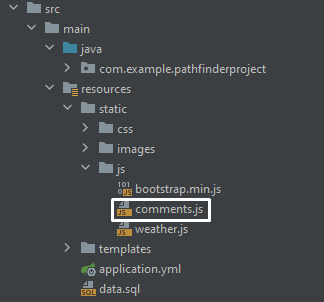 src
main
java
com.example.pathfinderproject
resources
static
css
images
js
bootstrap.min.js
comments.js
weather.js
templates
application.yml
data.sql